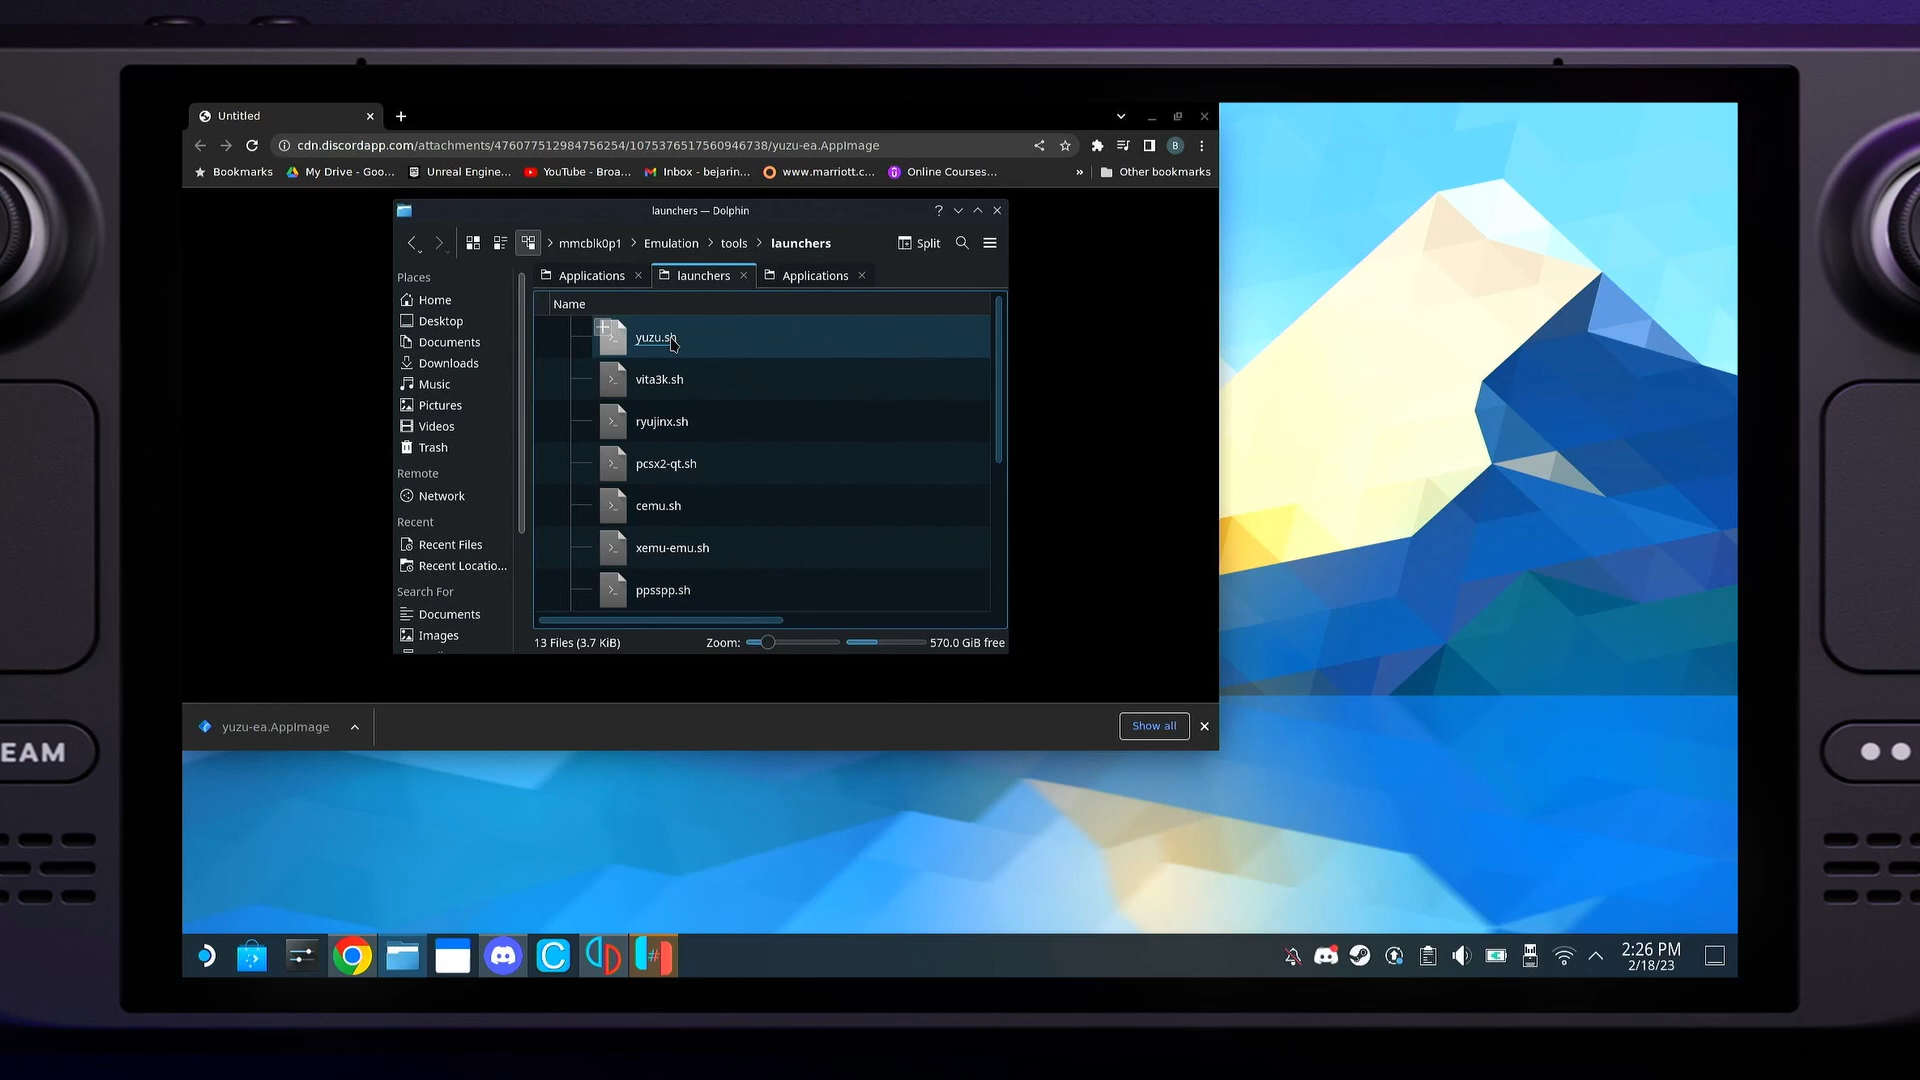 Untitled
cdn.discordapp.com/attachments/476077512984756254/1075376517560946738/yuzu-ea.AppImage
B
Bookmarks
My Drive - Goo...
Unreal Engine...
YouTube - Broa...
Inbox - bejarin...
www.marriott.c...
Online Courses...
»
Other bookmarks
launchers — Dolphin
mmcblk0p1 > Emulation > tools > launchers
Split
Applications
launchers
Applications
Places
Home
Desktop
Documents
Downloads
Music
Pictures
Videos
Trash
Remote
Network
Recent
Recent Files
Recent Locatio...
Search For
Documents
Images
Name
yuzu.sh
vita3k.sh
ryujinx.sh
pcsx2-qt.sh
cemu.sh
xemu-emu.sh
ppsspp.sh
13 Files (3.7 KiB)
Zoom:
570.0 GiB free
yuzu-ea.AppImage
Show all
EAM
2:26 PM
2/18/23